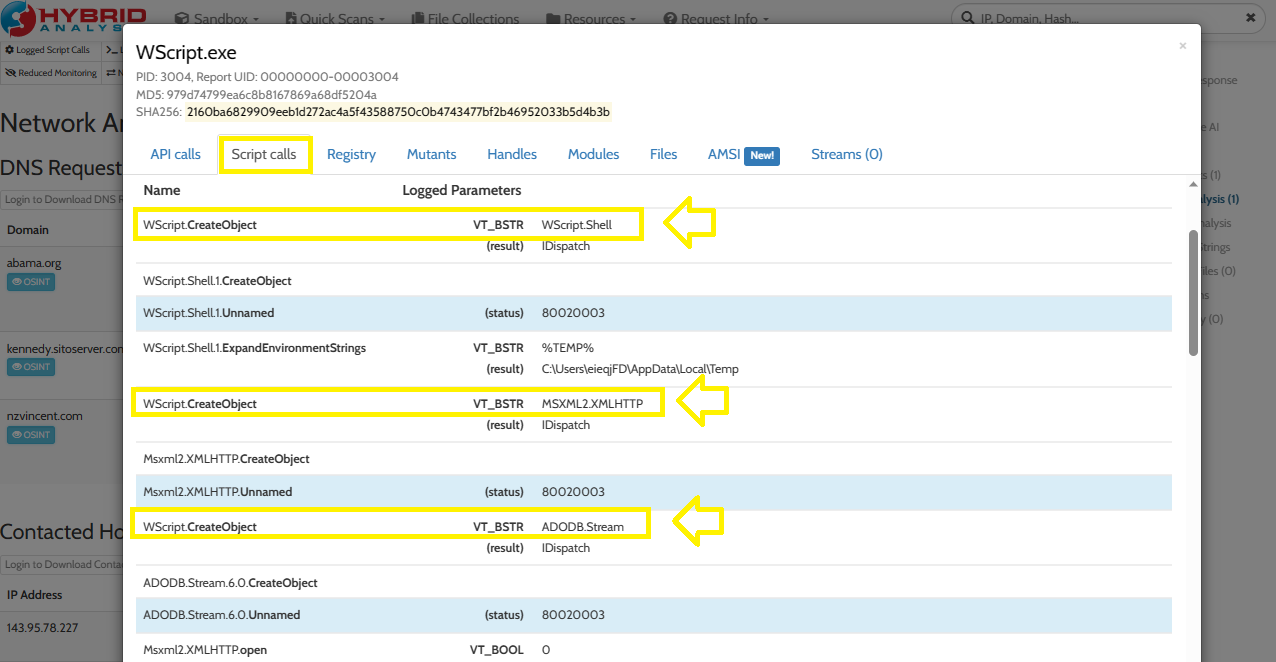 HYBRID
ANALYS
Sandbox
Quick Scans
File Collections
Resources
Request Info
IP, Domain, Hash...
Logged Script Calls
Reduced Monitoring
Network An
DNS Request
Login to Download DNS
Domain
abama.org
OSINT
kennedy.sitoserver.com
OSINT
nzvincent.com
OSINT
Contacted Ho
Login to Download Contac
IP Address
143.95.78.227
WScript.exe
×
PID: 3004, Report UID: 00000000-00003004
MD5: 979d74799ea6c8b8167869a68df5204a
SHA256: 2160ba6829909eeb1d272ac4a5f43588750c0b4743477bf2b46952033b5d4b3b
API calls Script calls Registry Mutants Handles Modules Files AMSI New! Streams (0)
Name Logged Parameters
WScript.CreateObject VT_BSTR WScript.Shell
(result) IDispatch
WScript.Shell.1.CreateObject
WScript.Shell.1.Unnamed (status) 80020003
WScript.Shell.1.ExpandEnvironmentStrings VT_BSTR %TEMP%
(result) C:\Users\eieqjFD\AppData\Local\Temp
WScript.CreateObject VT_BSTR MSXML2.XMLHTTP
(result) IDispatch
Msxml2.XMLHTTP.CreateObject
Msxml2.XMLHTTP.Unnamed (status) 80020003
WScript.CreateObject VT_BSTR ADODB.Stream
(result) IDispatch
ADODB.Stream.6.0.CreateObject
ADODB.Stream.6.0.Unnamed (status) 80020003
Msxml2.XMLHTTP.open VT_BOOL 0
sponse
e AI
s (1)
lysis (1)
nalysis
trings
iles (0)
s
y (0)